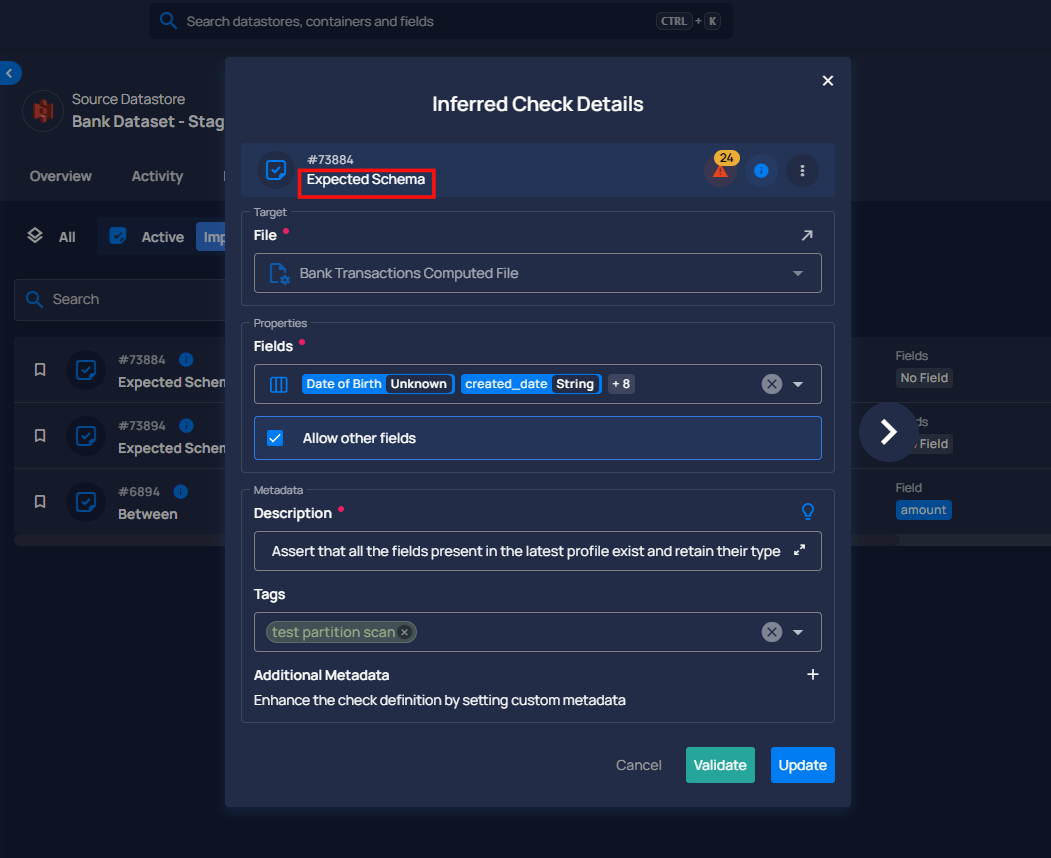 Search datastores, containers and fields
CTRL + K
Source Datastore
Bank Dataset - Stag
Overview
Activity
All
Active
Imp
Search
#73884
Expected Schem
#73894
Expected Schem
#6894
Between
Inferred Check Details
#73884
Expected Schema
24
Target
File *
Bank Transactions Computed File
Properties
Fields *
Date of Birth Unknown created_date String + 8
Allow other fields
Metadata
Description *
Assert that all the fields present in the latest profile exist and retain their type
Tags
test partition scan
Additional Metadata
Enhance the check definition by setting custom metadata
Cancel
Validate
Update
Fields
No Field
ds
Field
Field
amount